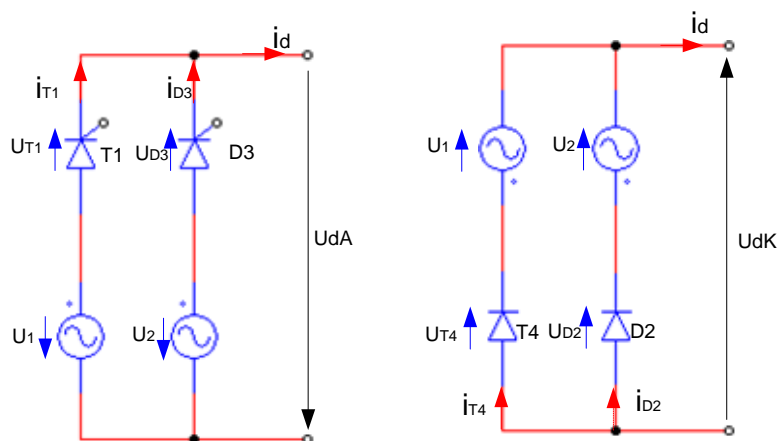 id
id
iT1
iD3
UT1
T1
UD3
D3
U1
U2
UdA
UdK
U1
U2
UT4
T4
UD2
D2
iT4
iD2